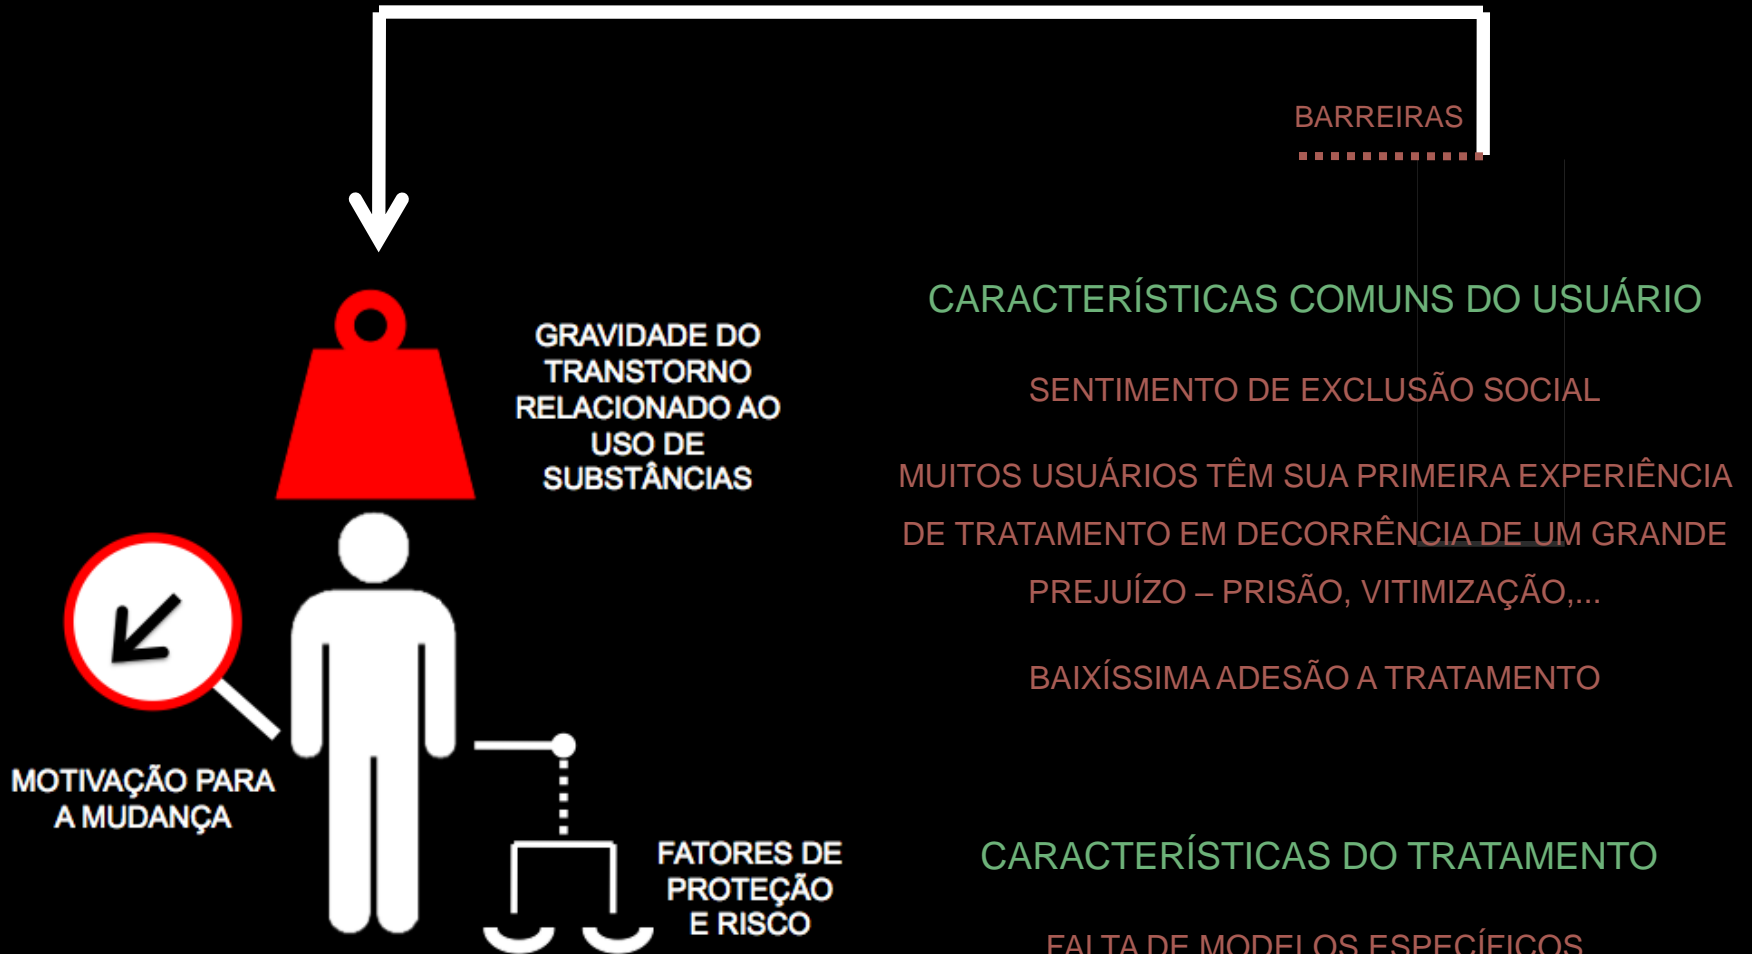 BARREIRAS
GRAVIDADE DO
TRANSTORNO
RELACIONADO AO
USO DE
SUBSTÂNCIAS
MOTIVAÇÃO PARA
A MUDANÇA
FATORES DE
PROTEÇÃO
E RISCO
CARACTERÍSTICAS COMUNS DO USUÁRIO
SENTIMENTO DE EXCLUSÃO SOCIAL
MUITOS USUÁRIOS TÊM SUA PRIMEIRA EXPERIÊNCIA
DE TRATAMENTO EM DECORRÊNCIA DE UM GRANDE
PREJUÍZO – PRISÃO, VITIMIZAÇÃO,...
BAIXÍSSIMA ADESÃO A TRATAMENTO
CARACTERÍSTICAS DO TRATAMENTO
FALTA DE MODELOS ESPECÍFICOS